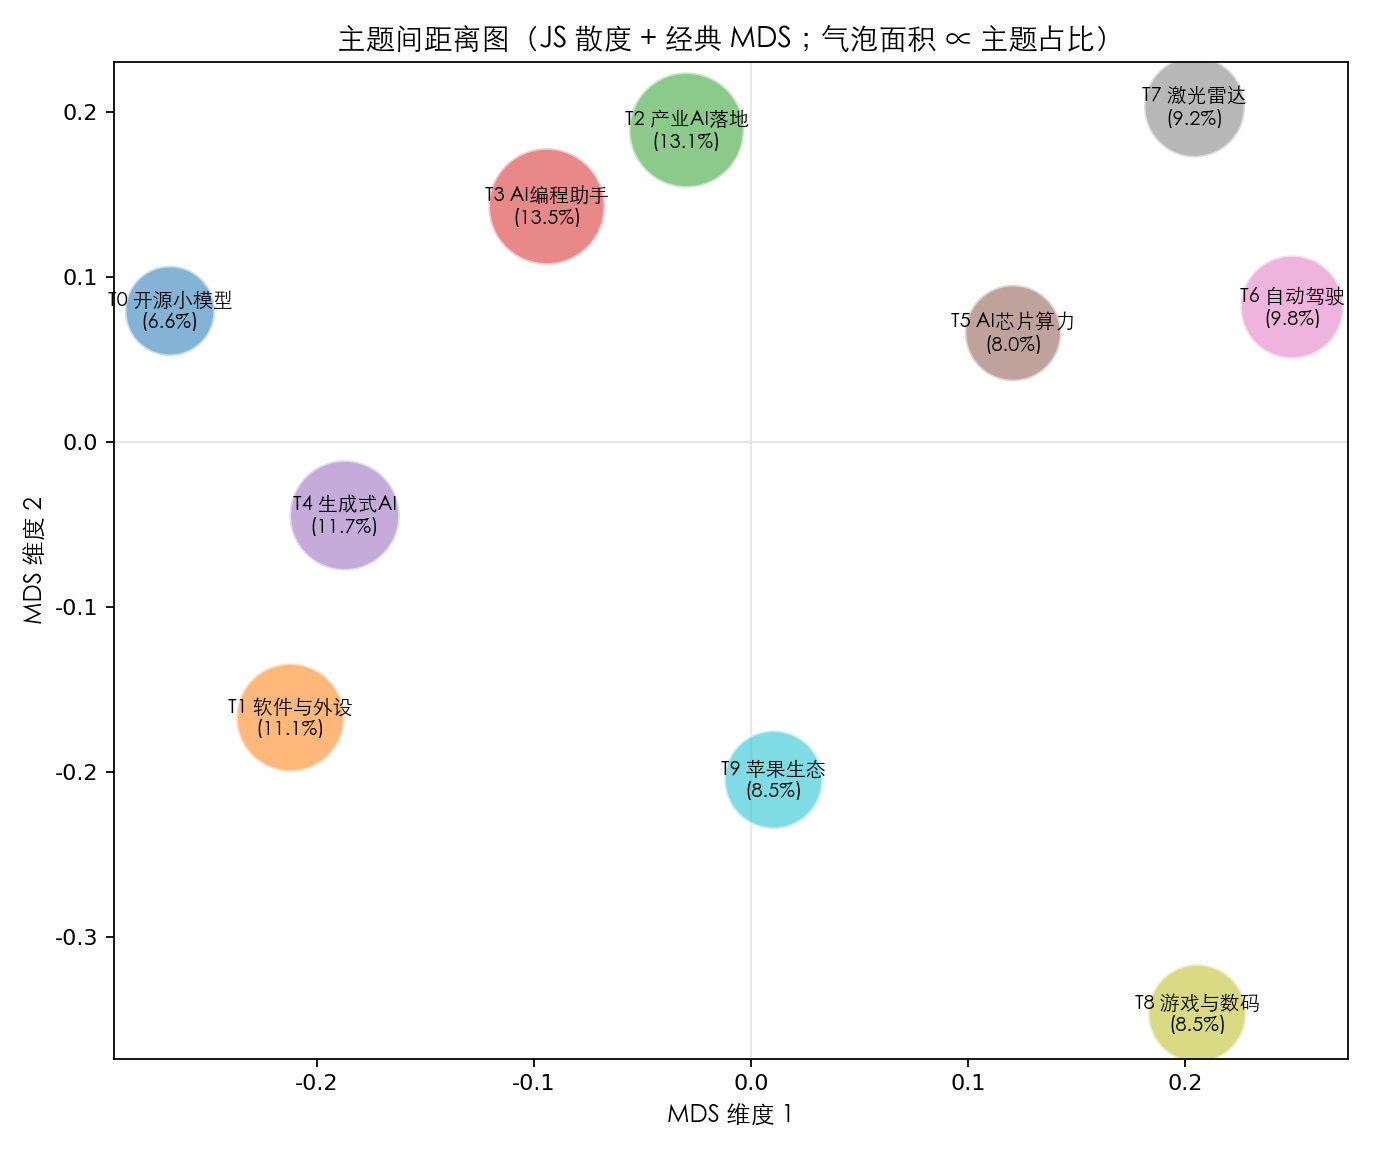 主题间距离图（JS 散度 + 经典 MDS；气泡面积 ∝ 主题占比）
T7 激光雷达
(9.2%)
T2 产业AI落地
(13.1%)
T3 AI编程助手
(13.5%)
T0 开源小模型
(6.6%)
T6 自动驾驶
(9.8%)
T5 AI芯片算力
(8.0%)
T4 生成式AI
(11.7%)
T1 软件与外设
(11.1%)
T9 苹果生态
(8.5%)
T8 游戏与数码
(8.5%)
0.2
0.1
0.0
-0.1
-0.2
-0.3
MDS 维度 2
-0.2
-0.1
0.0
0.1
0.2
MDS 维度 1